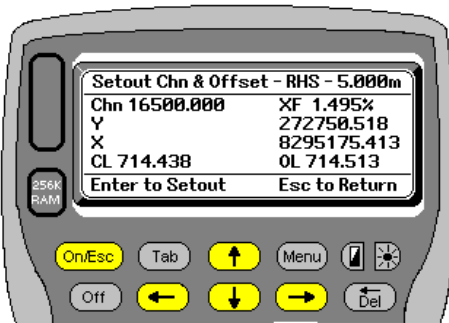 Setout Chn & Offset - RHS - 5.000m
Chn 16500.000 XF 1.495%
Y 272750.518
X 8295175.413
CL 714.438 OL 714.513
Enter to Setout Esc to Return
256K
RAM
On/Esc Tab Menu
Off Del